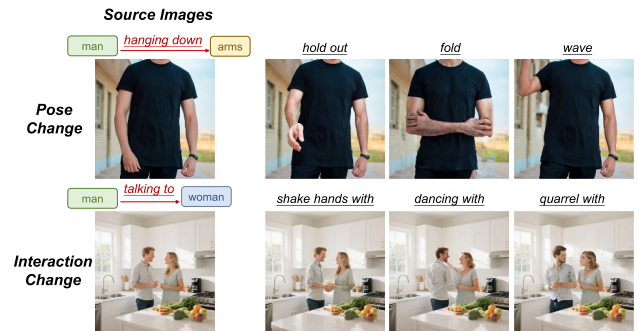 Source Images
man hanging down arms
hold out fold wave
Pose
Change
man talking to woman
shake hands with dancing with quarrel with
Interaction
Change